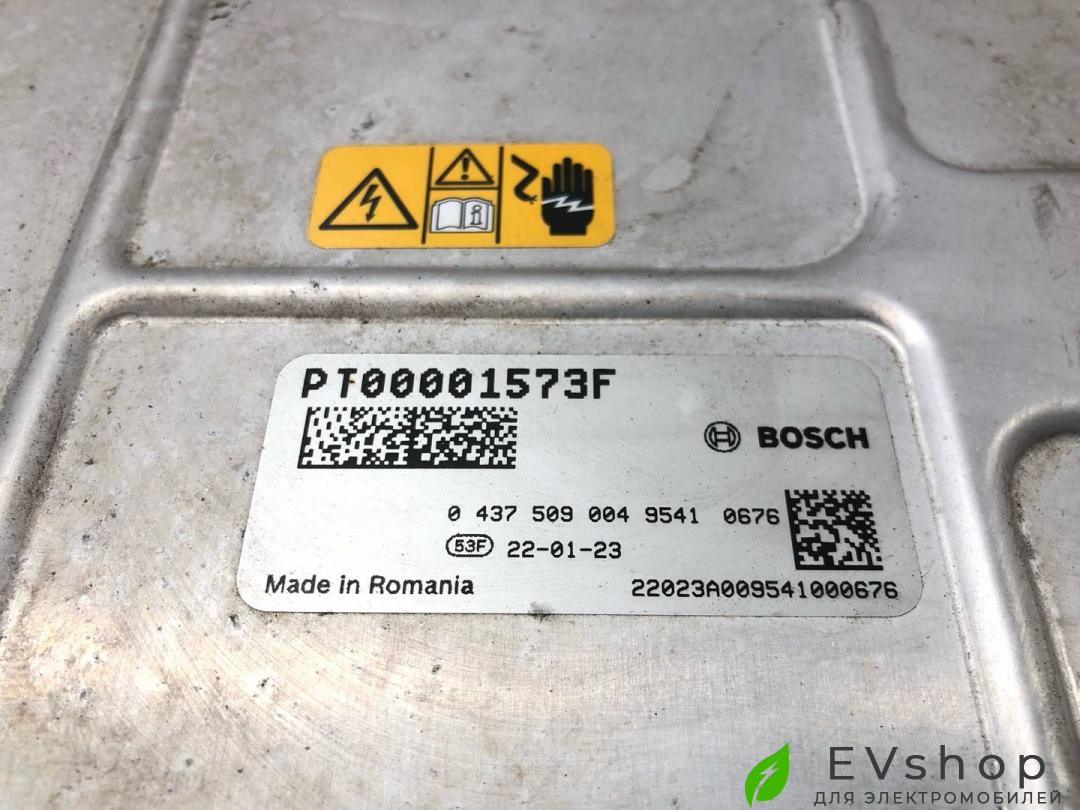 PT00001573F
BOSCH
0 437 509 004 9541 0676
53F 22-01-23
Made in Romania
22023A009541000676
EVshop
ДЛЯ ЭЛЕКТРОМОБИЛЕЙ